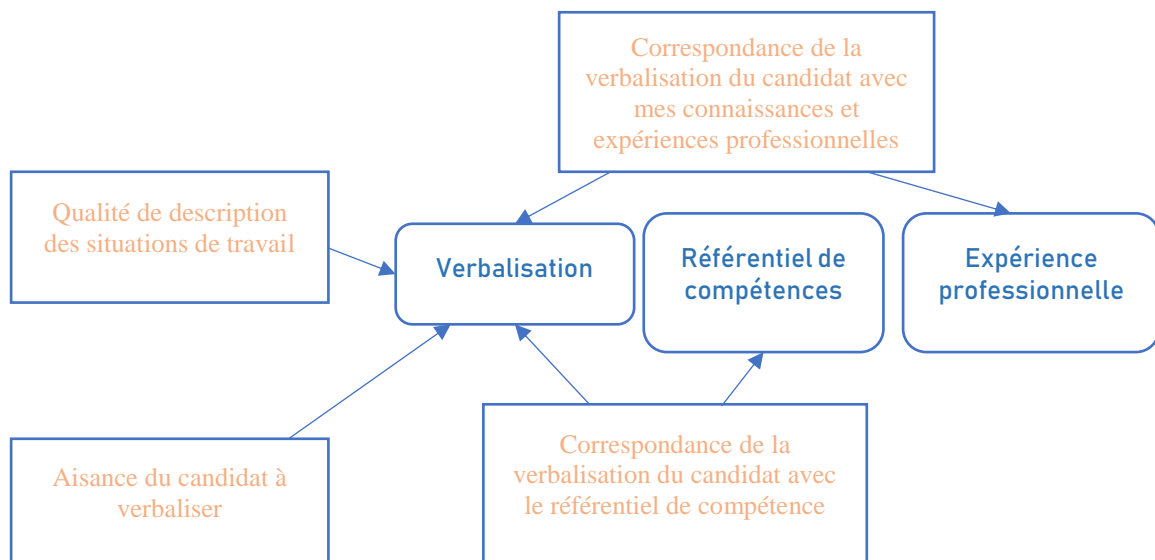 Correspondance de la
verbalisation du candidat avec
mes connaissances et
expériences professionnelles
Qualité de description
des situations de travail
Verbalisation
Référentiel de
compétences
Expérience
professionnelle
Aisance du candidat à
verbaliser
Correspondance de la
verbalisation du candidat avec
le référentiel de compétence